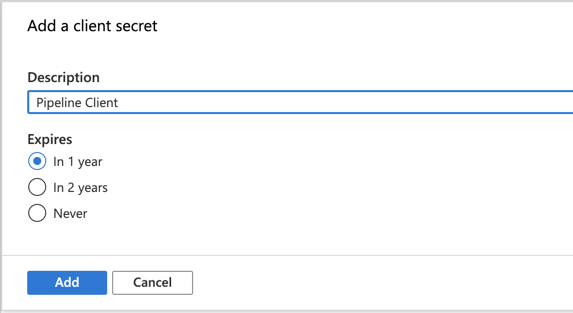 Add a client secret
Description
Pipeline Client
Expires
In 1 year
In 2 years
Never
Add Cancel